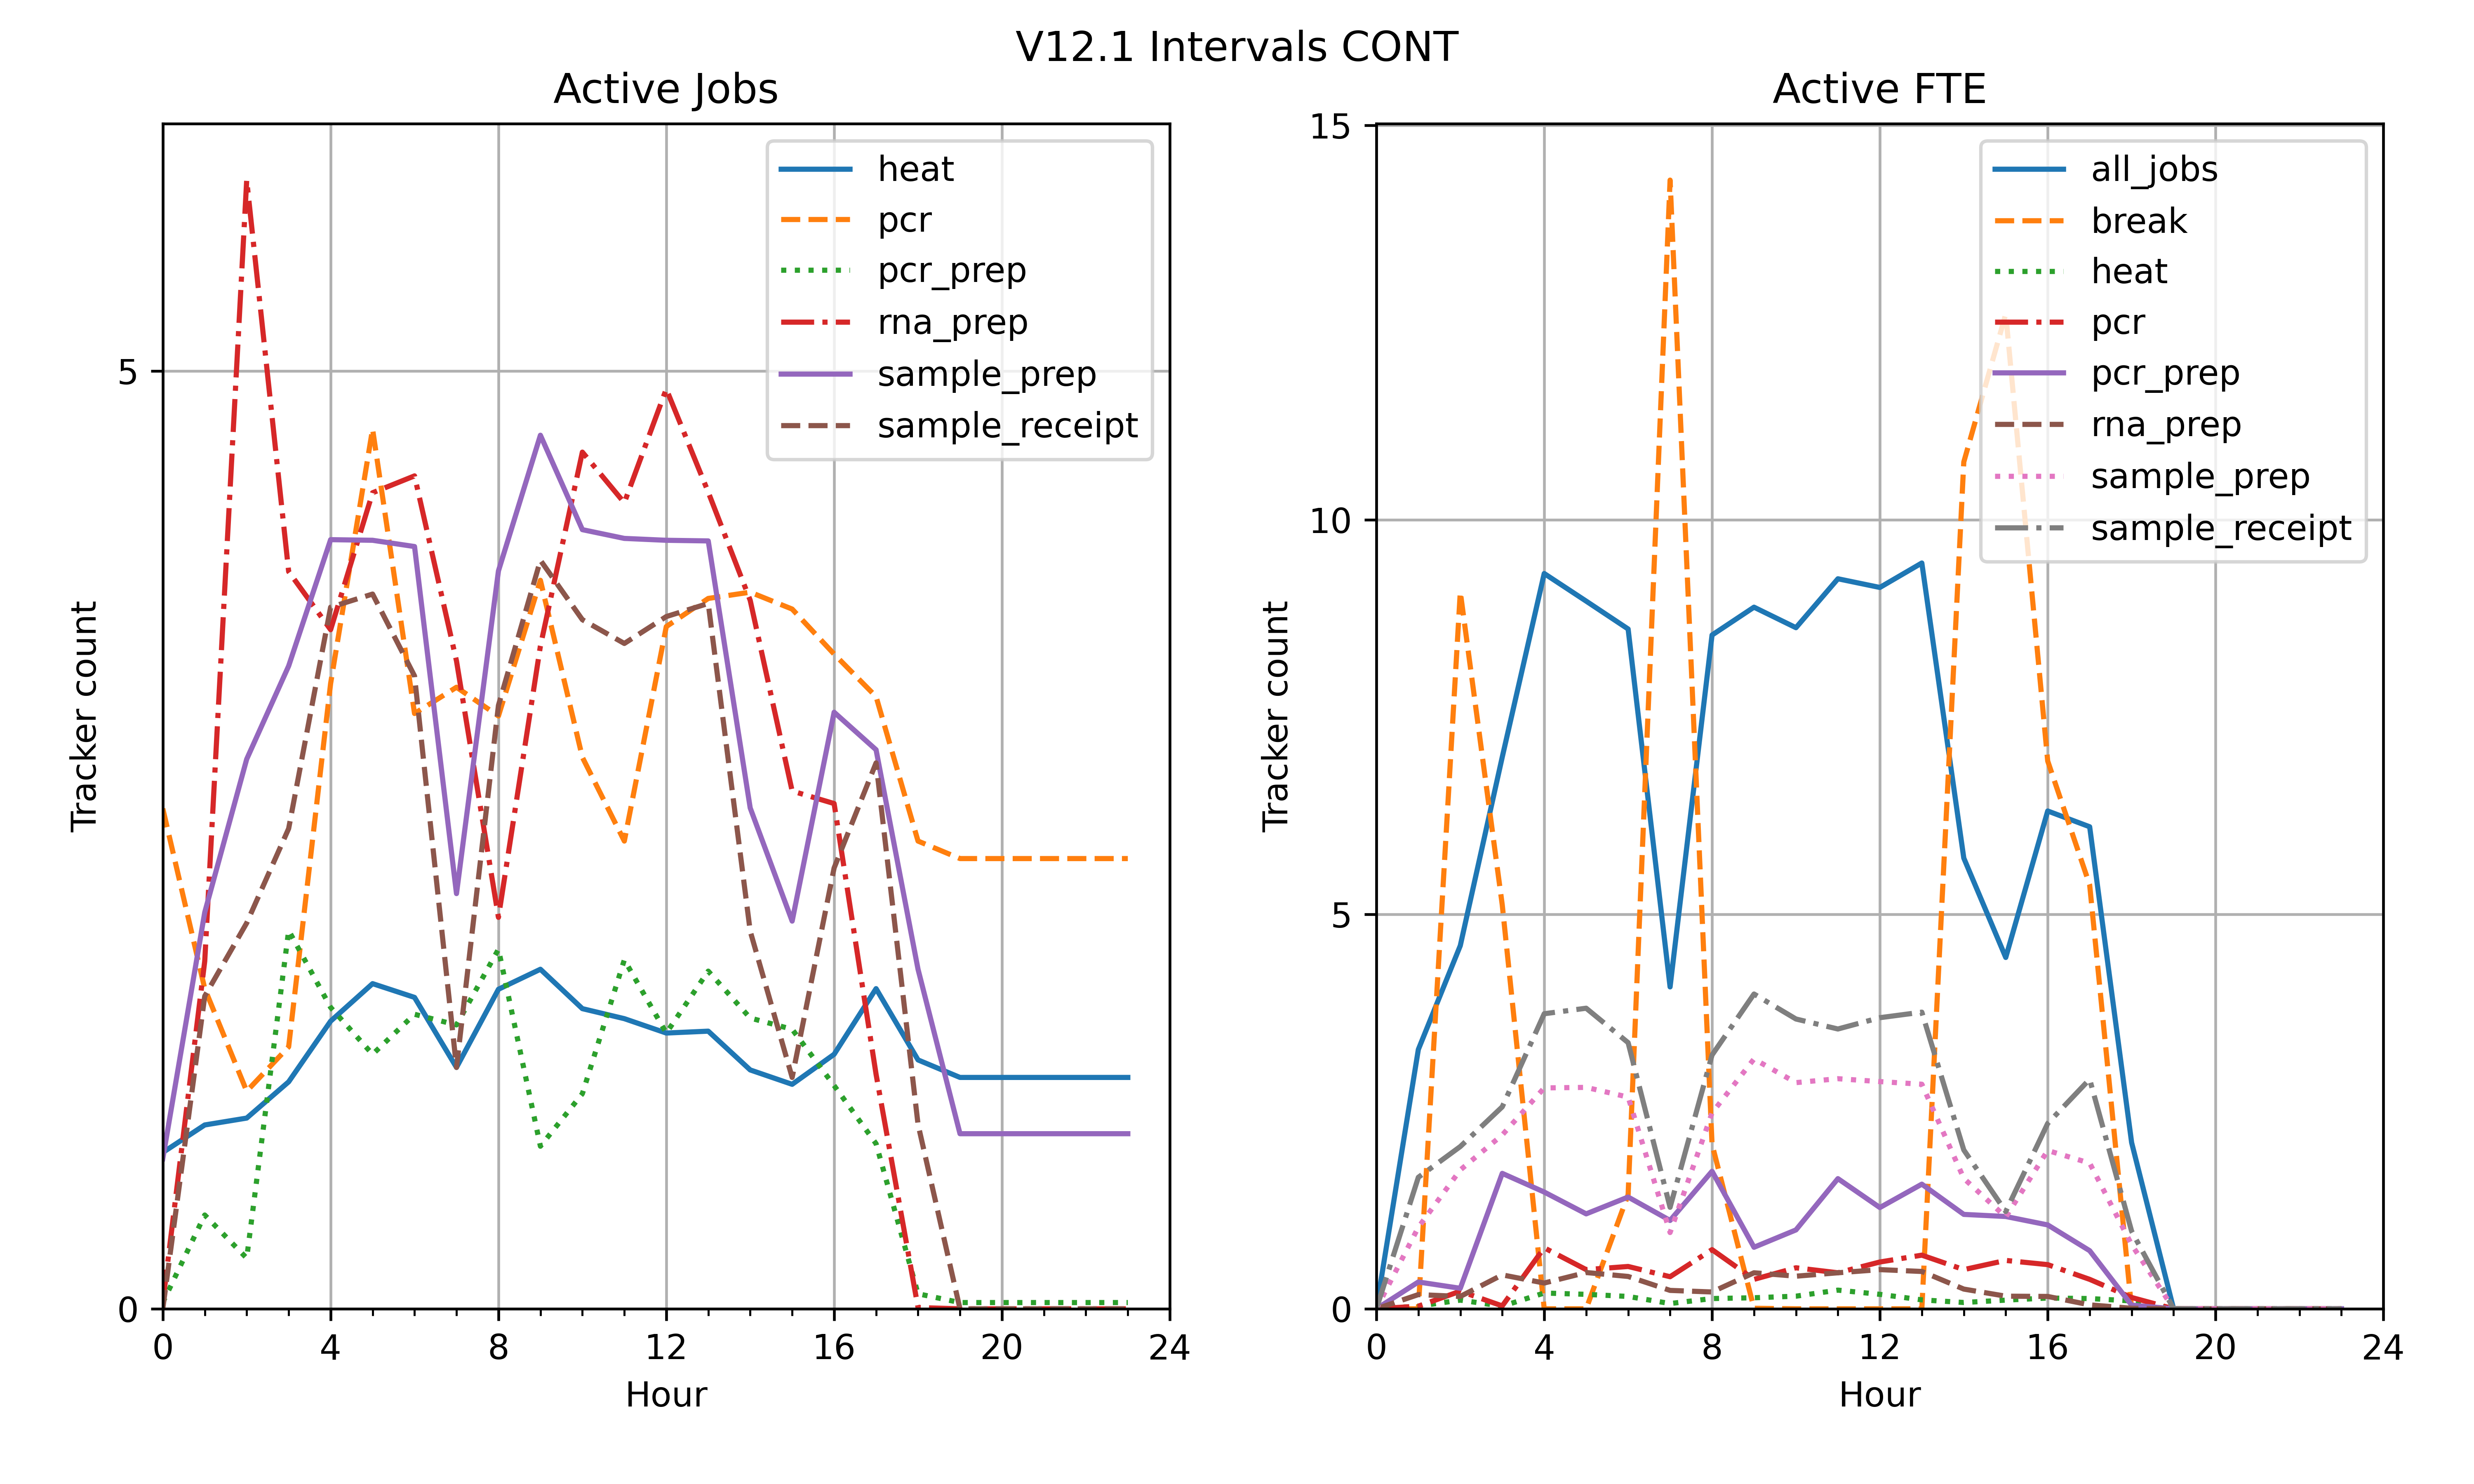 V12.1 Intervals CONT
Active Jobs
Tracker count
5
0
0 4 8 12 16 20 24
Hour
heat
pcr
pcr_prep
rna_prep
sample_prep
sample_receipt
Active FTE
Tracker count
15
10
5
0
0 4 8 12 16 20 24
Hour
all_jobs
break
heat
pcr
pcr_prep
rna_prep
sample_prep
sample_receipt